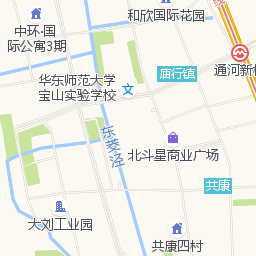 中环·国
际公寓3期
和欣国际花园
庙行镇
通河新村
华东师范大学
宝山实验学校
文
东茭泾
北斗星商业广场
共康
大刘工业园
共康四村